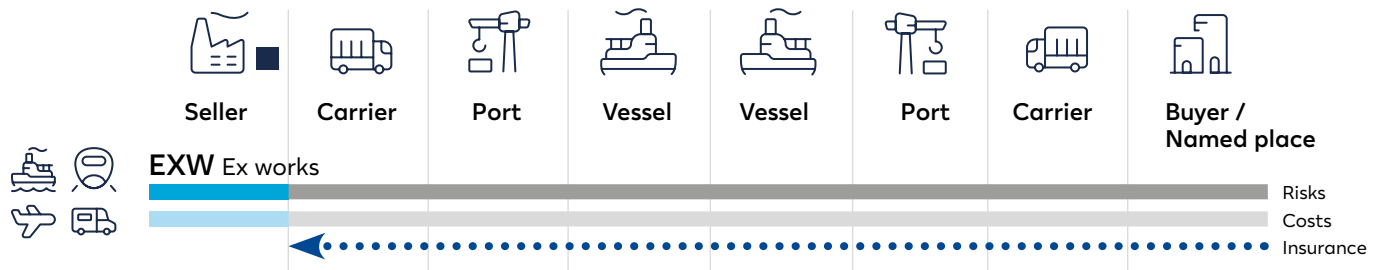 Seller
Carrier
Port
Vessel
Vessel
Port
Carrier
Buyer /
Named place
EXW Ex works
Risks
Costs
Insurance